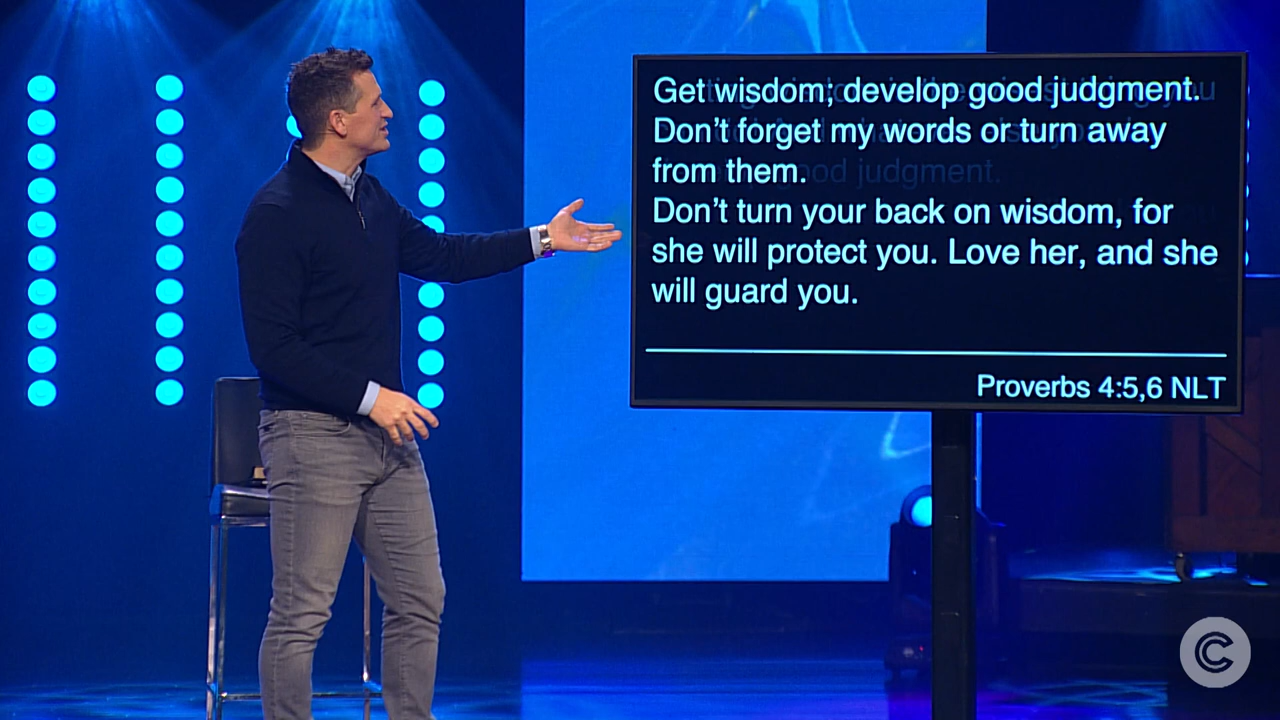 Get wisdom; develop good judgment.
Don't forget my words or turn away
from them.
Don't turn your back on wisdom, for
she will protect you. Love her, and she
will guard you.
Proverbs 4:5,6 NLT
C